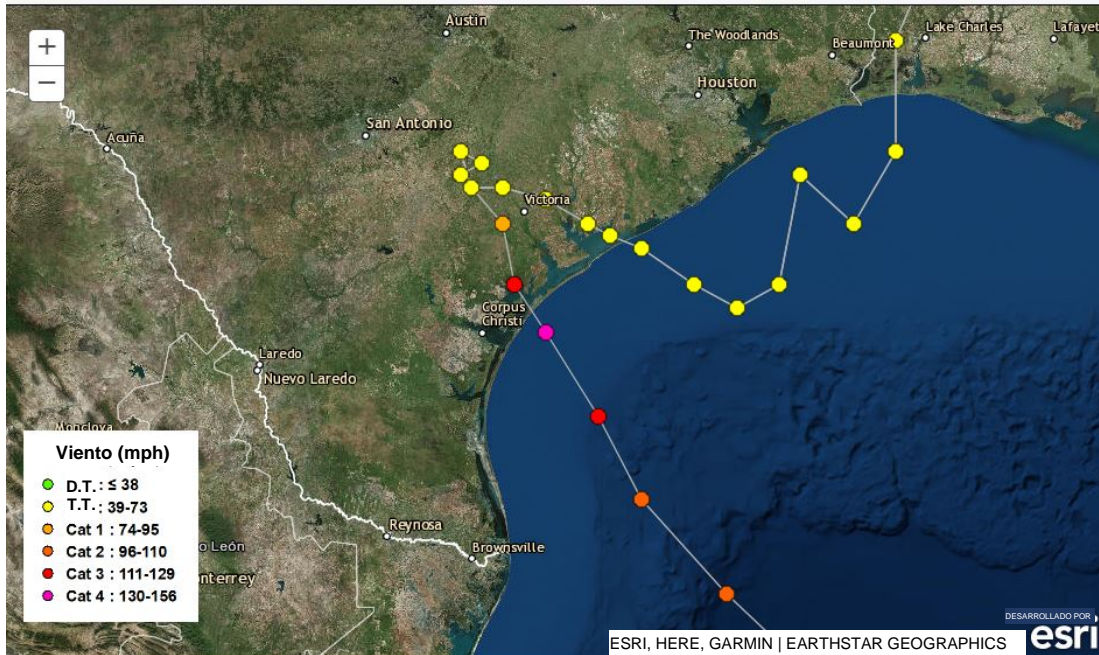 +
−
Austin
The Woodlands
Beaumont
Lake Charles
Lafayet
Houston
San Antonio
Acuña
Victoria
Corpus
Christi
Laredo
Nuevo Laredo
Monclova
Viento (mph)
D.T. : ≤ 38
T.T. : 39-73
Cat 1 : 74-95
Cat 2 : 96-110
Cat 3 : 111-129
Cat 4 : 130-156
Reynosa
Brownsville
o León
onterrey
DESARROLLADO POR
esri
ESRI, HERE, GARMIN | EARTHSTAR GEOGRAPHICS